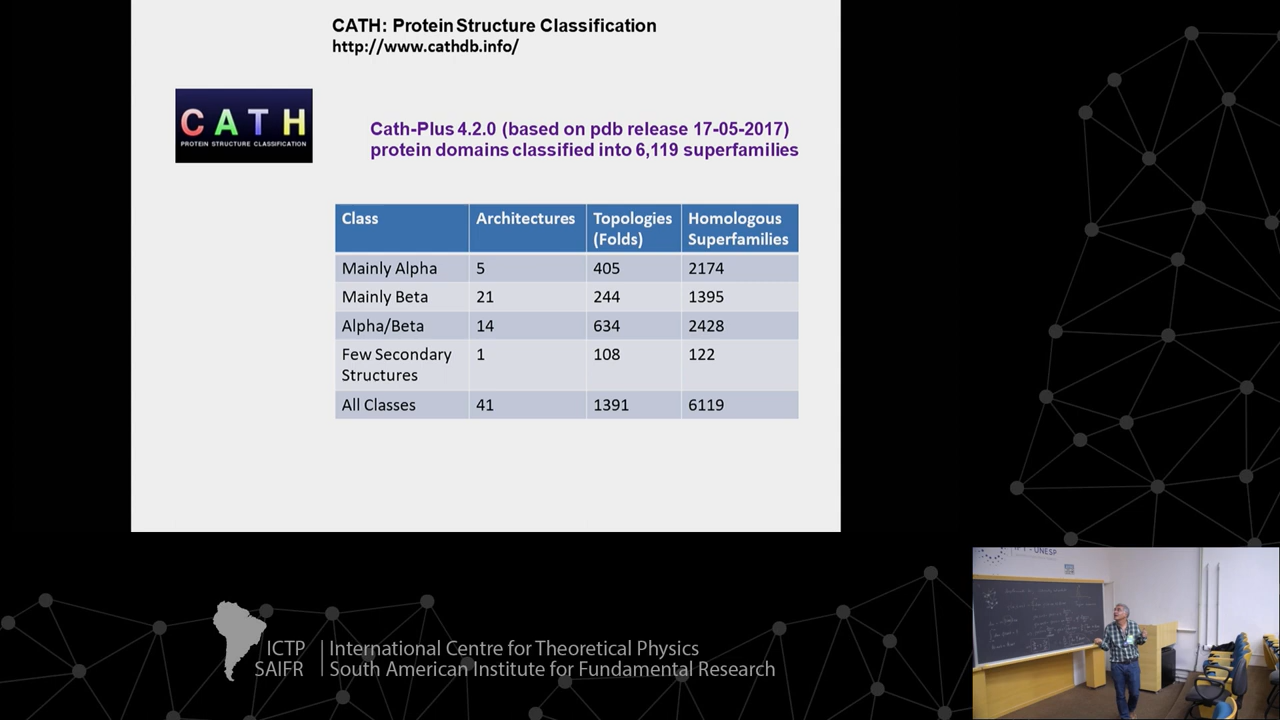 CATH: Protein Structure Classification
http://www.cathdb.info/
CATH
PROTEIN STRUCTURE CLASSIFICATION
Cath-Plus 4.2.0 (based on pdb release 17-05-2017)
protein domains classified into 6,119 superfamilies
Class Architectures Topologies (Folds) Homologous Superfamilies
Mainly Alpha 5 405 2174
Mainly Beta 21 244 1395
Alpha/Beta 14 634 2428
Few Secondary Structures 1 108 122
All Classes 41 1391 6119
ICTP International Centre for Theoretical Physics
SAIFR South American Institute for Fundamental Research
UNESP